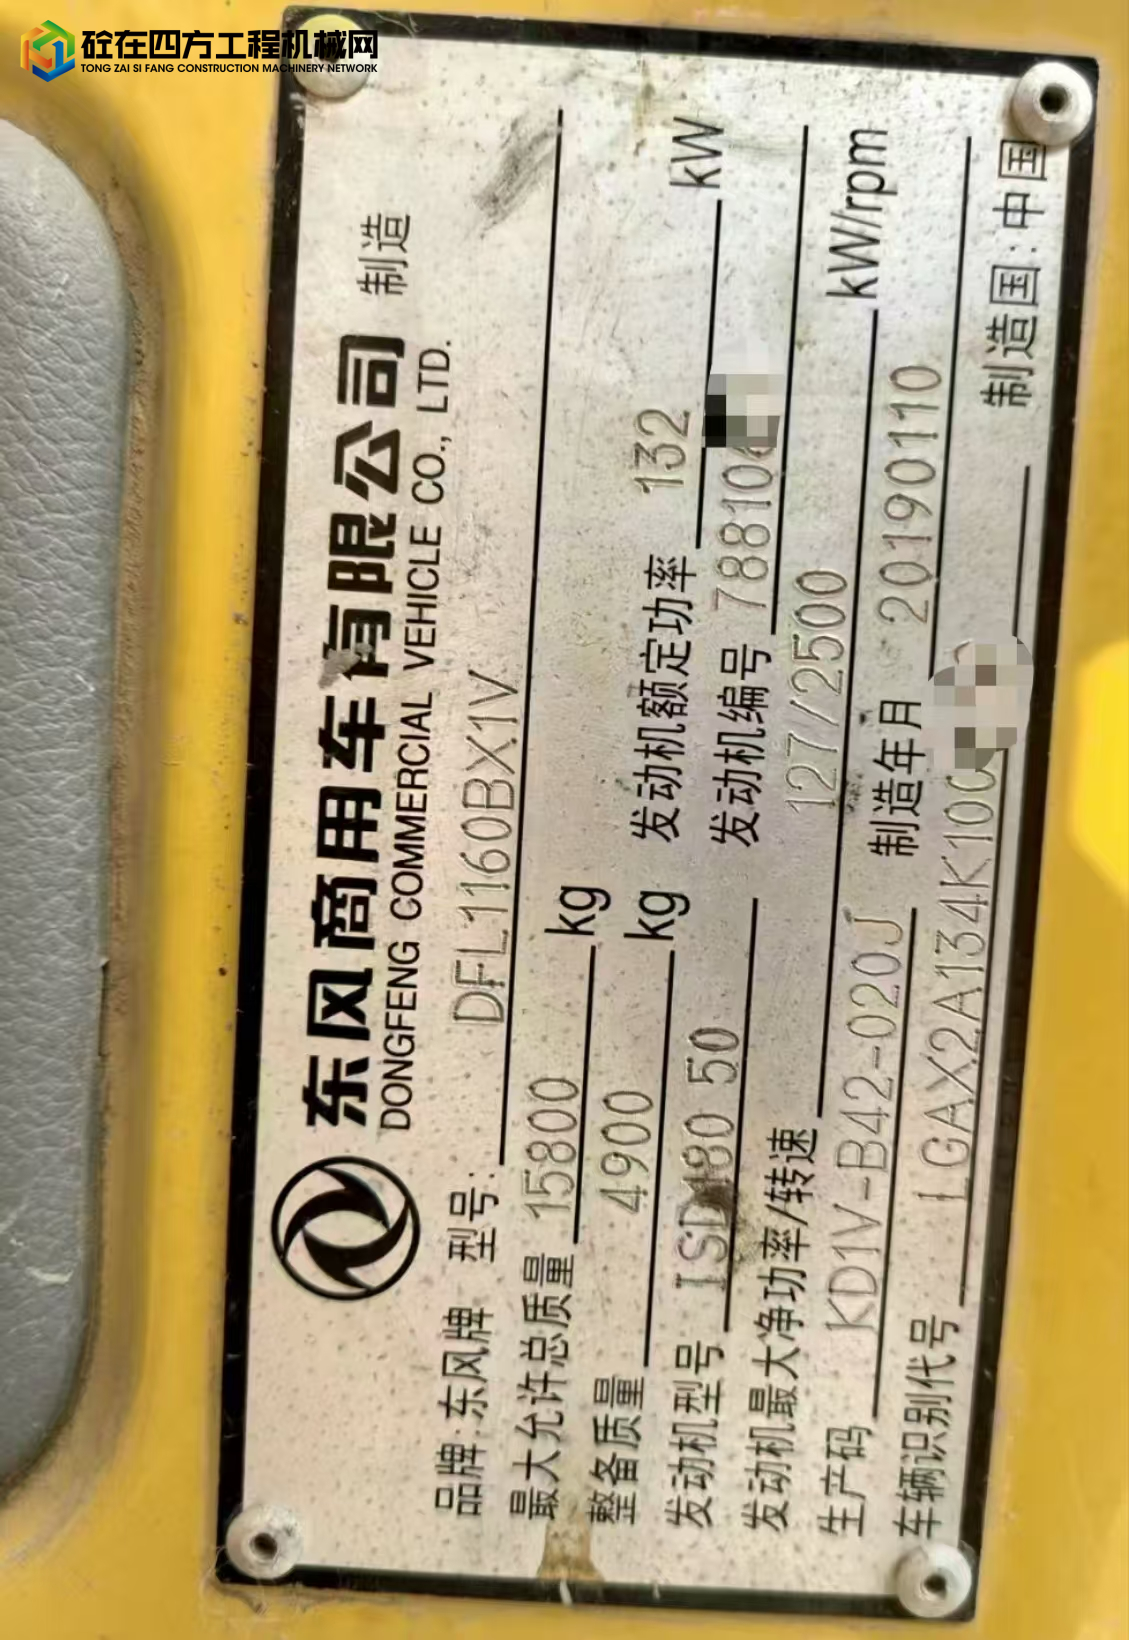 砼在四方工程机械网
TONG ZAI SI FANG CONSTRUCTION MACHINERY NETWORK
东风商用车有限公司 制造
DONGFENG COMMERCIAL VEHICLE CO., LTD.
品牌:东风牌 型号: DFL1160BX1V
最大允许总质量 15800 kg
整备质量 4900 kg 发动机额定功率 132 kW
发动机型号 ISD180 50 发动机编号 78810
发动机最大净功率/转速 127/2500 kW/rpm
生产码 KD1V-B42-020J 制造年月 20190110
车辆识别代号 LGAX2A134K100 制造国:中国